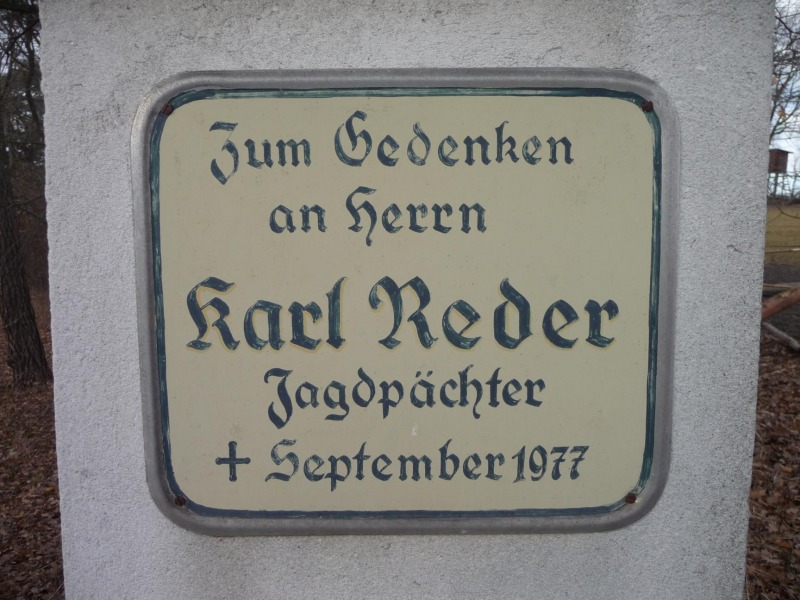 Zum Gedenken
an Herrn
Karl Reder
Jagdpächter
+ September 1977